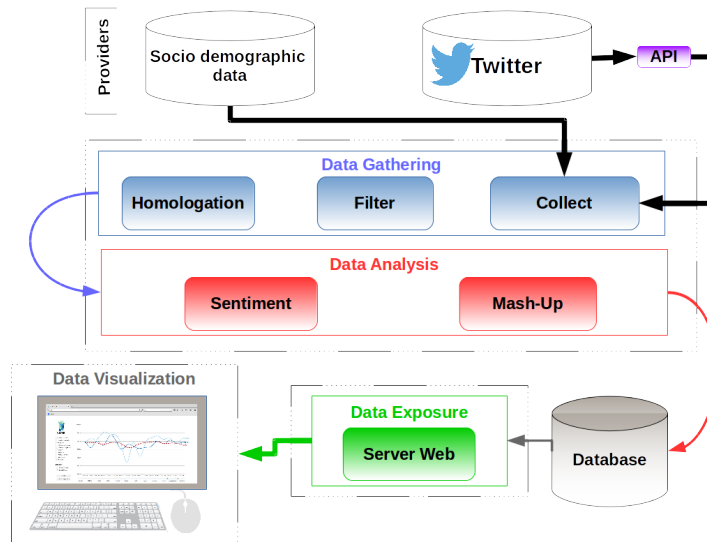 Providers
Socio demographic
data
Twitter
API
Data Gathering
Homologation
Filter
Collect
Data Analysis
Sentiment
Mash-Up
Data Visualization
Data Exposure
Server Web
Database